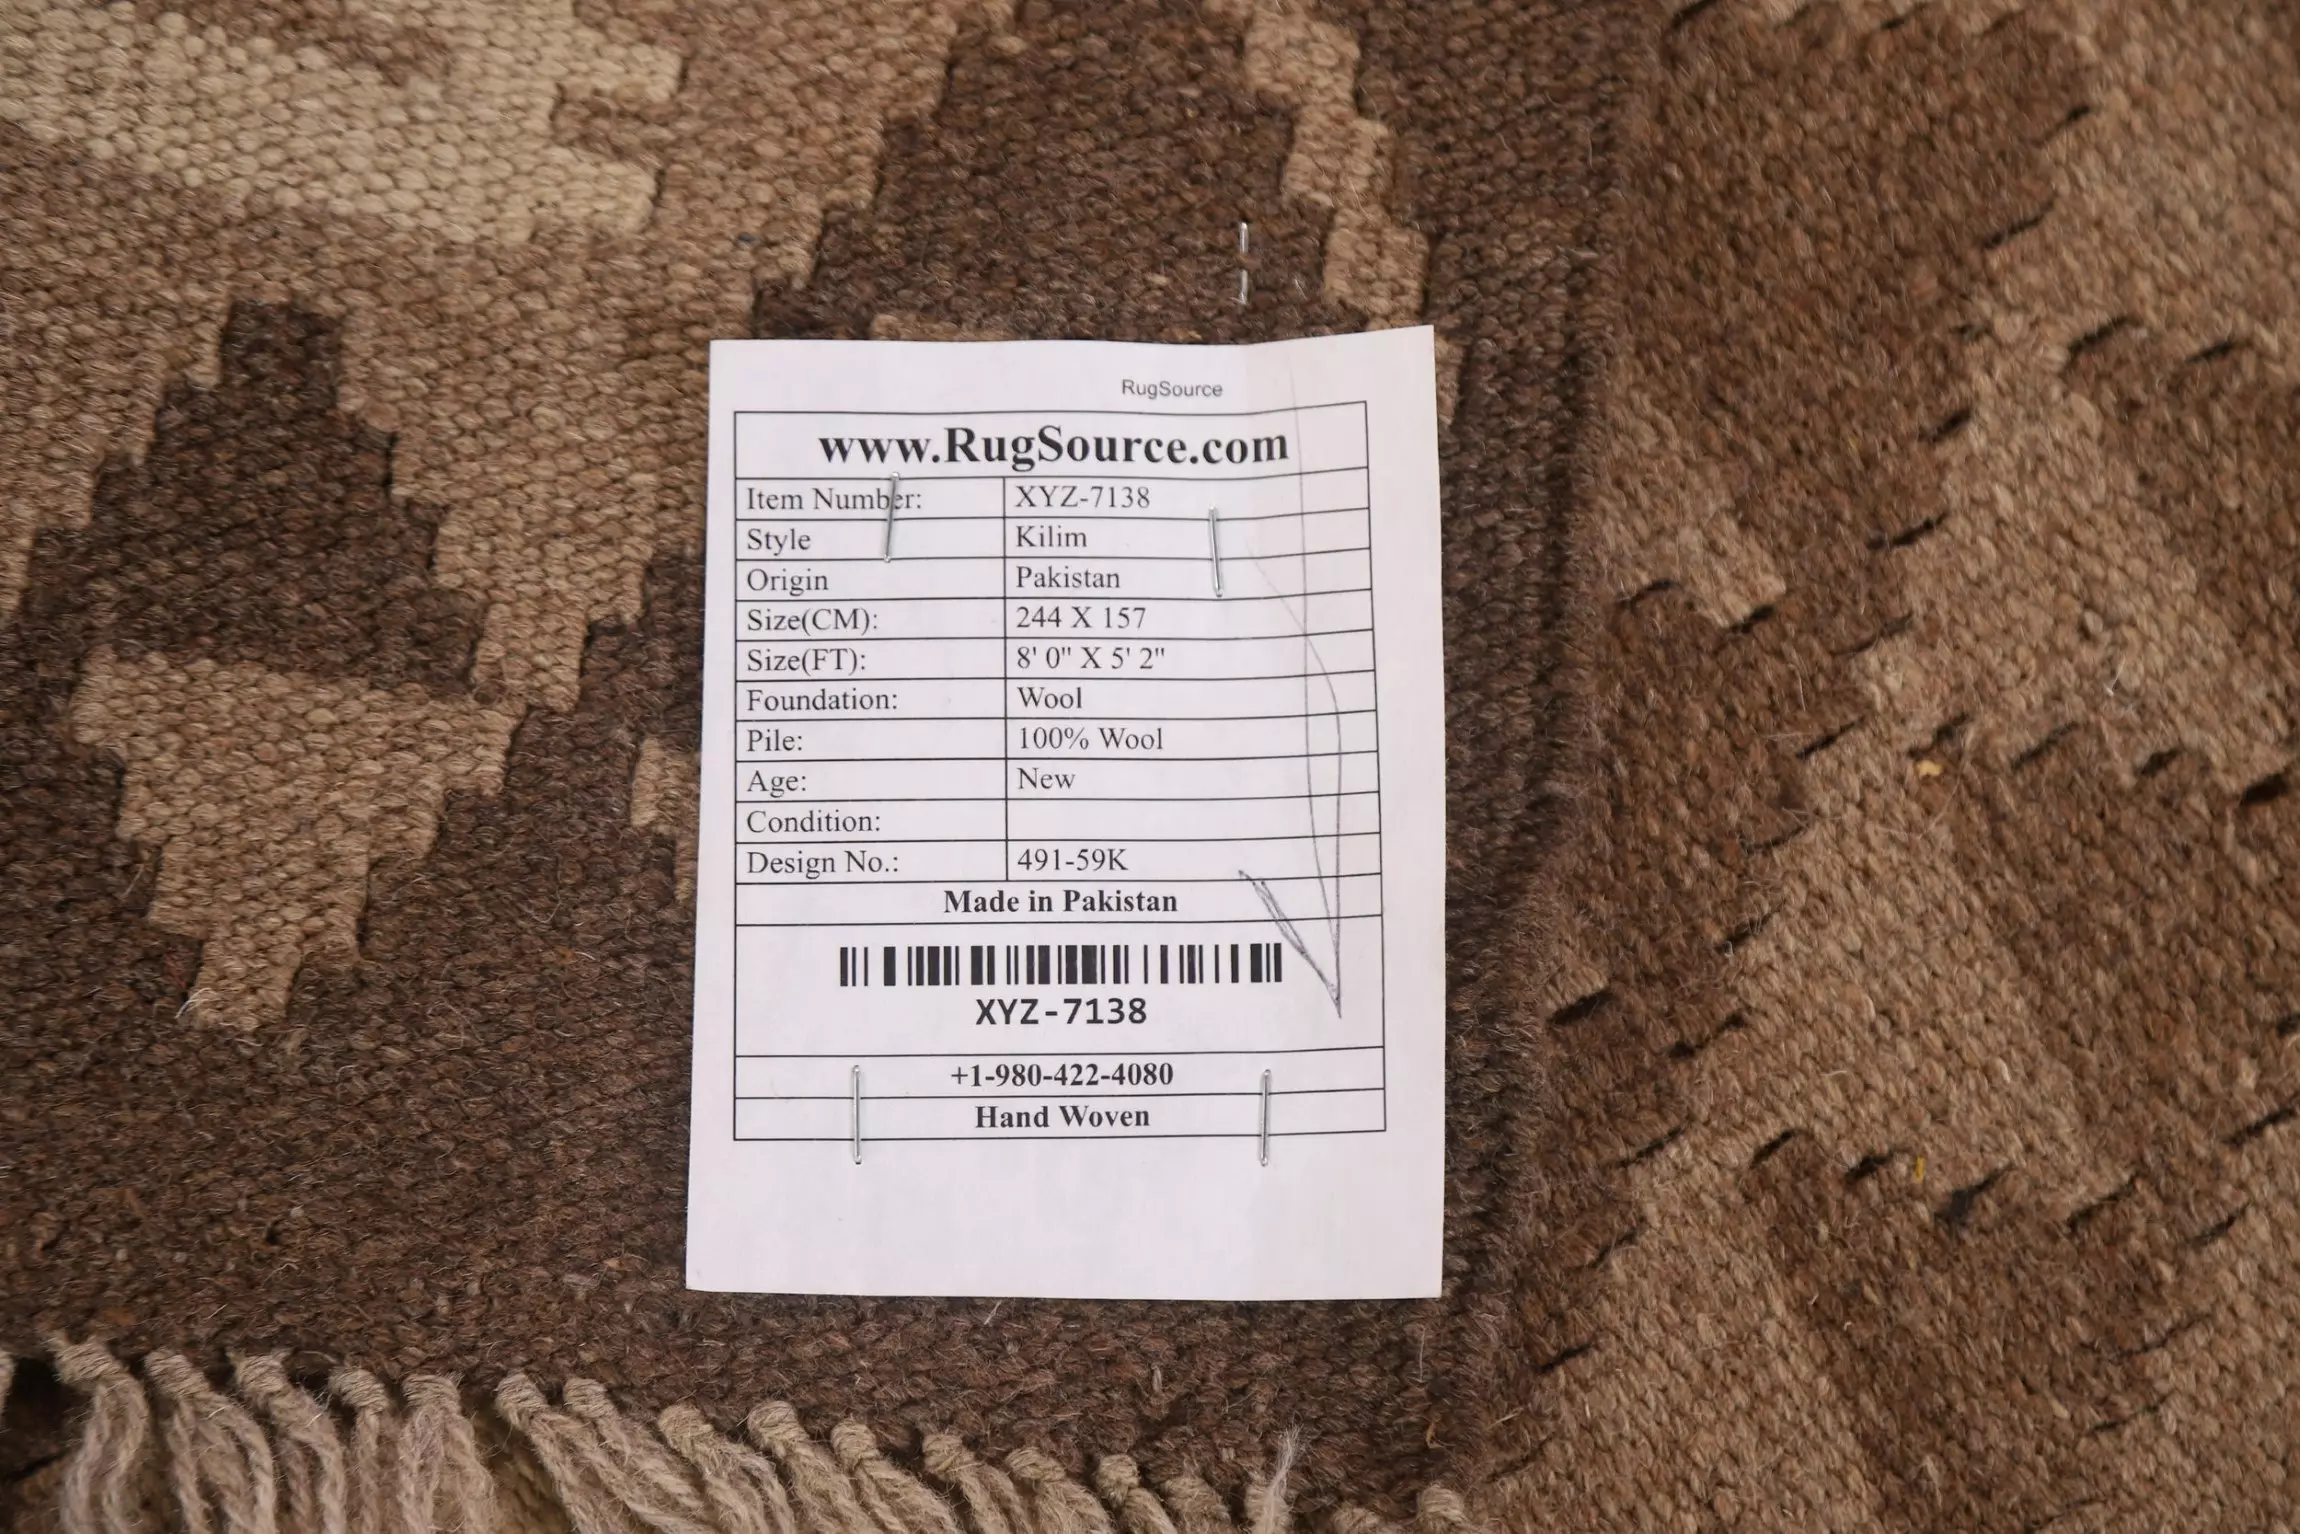 RugSource
www.RugSource.com
Item Number: XYZ-7138
Style Kilim
Origin Pakistan
Size(CM): 244 X 157
Size(FT): 8' 0" X 5' 2"
Foundation: Wool
Pile: 100% Wool
Age: New
Condition:
Design No.: 491-59K
Made in Pakistan
XYZ-7138
+1-980-422-4080
Hand Woven